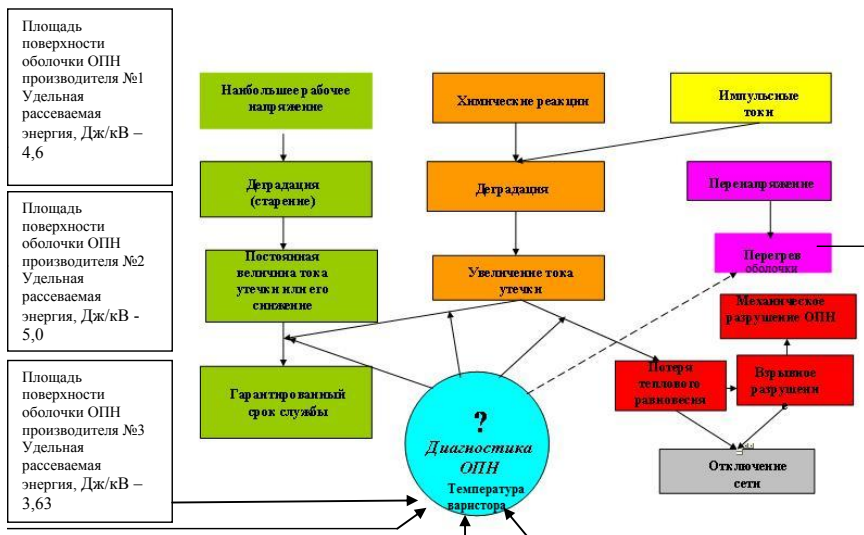 Площадь
поверхности
оболочки ОПН
производителя №1
Удельная
рассеваемая
энергия, Дж/кВ –
4,6
Площадь
поверхности
оболочки ОПН
производителя №2
Удельная
рассеваемая
энергия, Дж/кВ -
5,0
Площадь
поверхности
оболочки ОПН
производителя №3
Удельная
рассеваемая
энергия, Дж/кВ –
3,63
Наибольшее рабочее
напряжение
Деградация
(старение)
Постоянная
величина тока
утечки или его
снижение
Гарантированный
срок службы
Химические реакции
Деградация
Увеличение тока
утечки
Импульсные
токи
Перенапряжение
Перегрев
оболочки
Механическое
разрушение ОПН
Потеря
теплового
равновесия
Взрывное
разрушени
е
Отключение
сети
?
Диагностика
ОПН
Температура
варистора